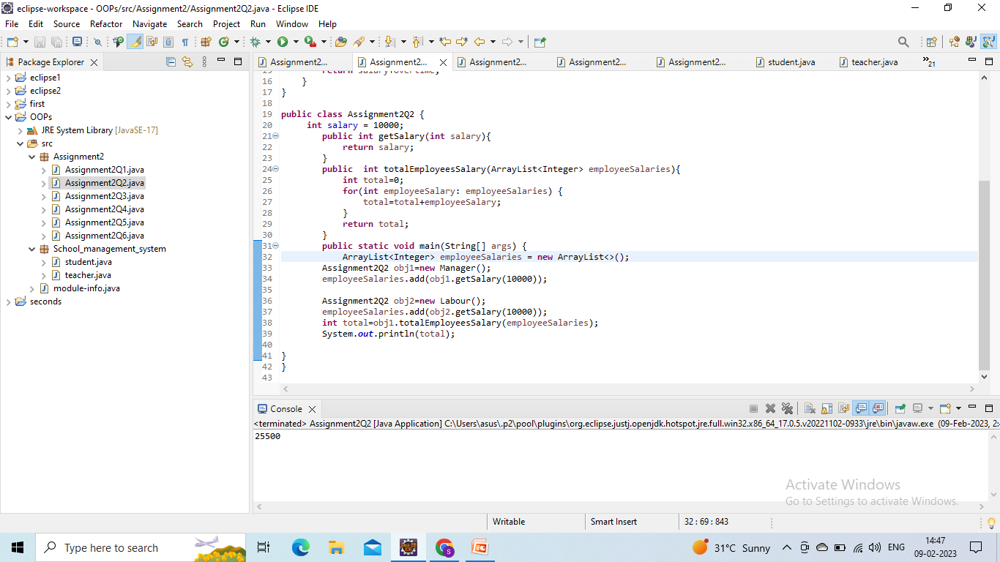 eclipse-workspace - OOPs/src/Assignment2/Assignment2Q2.java - Eclipse IDE
File Edit Source Refactor Navigate Search Project Run Window Help
Package Explorer
eclipse1
eclipse2
first
OOPs
JRE System Library [JavaSE-17]
src
Assignment2
Assignment2Q1.java
Assignment2Q2.java
Assignment2Q3.java
Assignment2Q4.java
Assignment2Q5.java
Assignment2Q6.java
School_management_system
student.java
teacher.java
module-info.java
seconds
Assignment2... Assignment2... Assignment2... Assignment2... Assignment2... student.java teacher.java 21
16 }
17 }
18
19 public class Assignment2Q2 {
20 int salary = 10000;
21 public int getSalary(int salary){
22 return salary;
23 }
24 public  int totalEmployeesSalary(ArrayList<Integer> employeeSalaries){
25 int total=0;
26 for(int employeeSalary: employeeSalaries) {
27 total=total+employeeSalary;
28 }
29 return total;
30 }
31 public static void main(String[] args) {
32 ArrayList<Integer> employeeSalaries = new ArrayList<>();
33 Assignment2Q2 obj1=new Manager();
34 employeeSalaries.add(obj1.getSalary(10000));
35
36 Assignment2Q2 obj2=new Labour();
37 employeeSalaries.add(obj2.getSalary(10000));
38 int total=obj1.totalEmployeesSalary(employeeSalaries);
39 System.out.println(total);
40
41 }
42 }
43
Console
<terminated> Assignment2Q2 [Java Application] C:\Users\asus\.p2\pool\plugins\org.eclipse.justj.openjdk.hotspot.jre.full.win32.x86_64_17.0.5.v20221102-0933\jre\bin\javaw.exe (09-Feb-2023, 2:4
25500
Activate Windows
Go to Settings to activate Windows.
Writable Smart Insert 32 : 69 : 843
Type here to search
31°C Sunny
ENG
14:47
09-02-2023